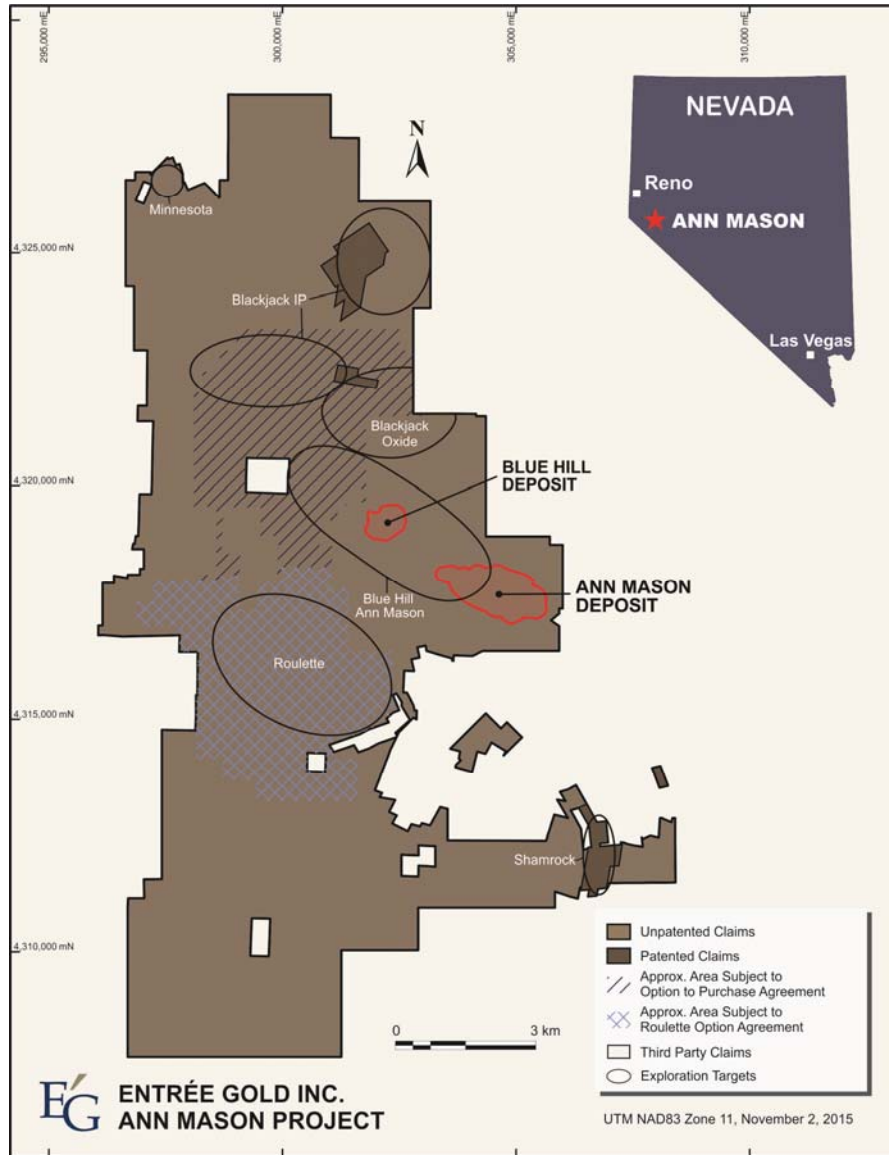 295,000 mE
300,000 mE
305,000 mE
310,000 mE
N
NEVADA
Reno
ANN MASON
Las Vegas
Minnesota
4,325,000 mN
Blackjack IP
Blackjack
Oxide
BLUE HILL
DEPOSIT
4,320,000 mN
ANN MASON
DEPOSIT
Blue Hill
Ann Mason
Roulette
4,315,000 mN
Shamrock
4,310,000 mN
Unpatented Claims
Patented Claims
Approx. Area Subject to
Option to Purchase Agreement
Approx. Area Subject to
Roulette Option Agreement
Third Party Claims
Exploration Targets
0 3 km
EG
ENTRÉE GOLD INC.
ANN MASON PROJECT
UTM NAD83 Zone 11, November 2, 2015